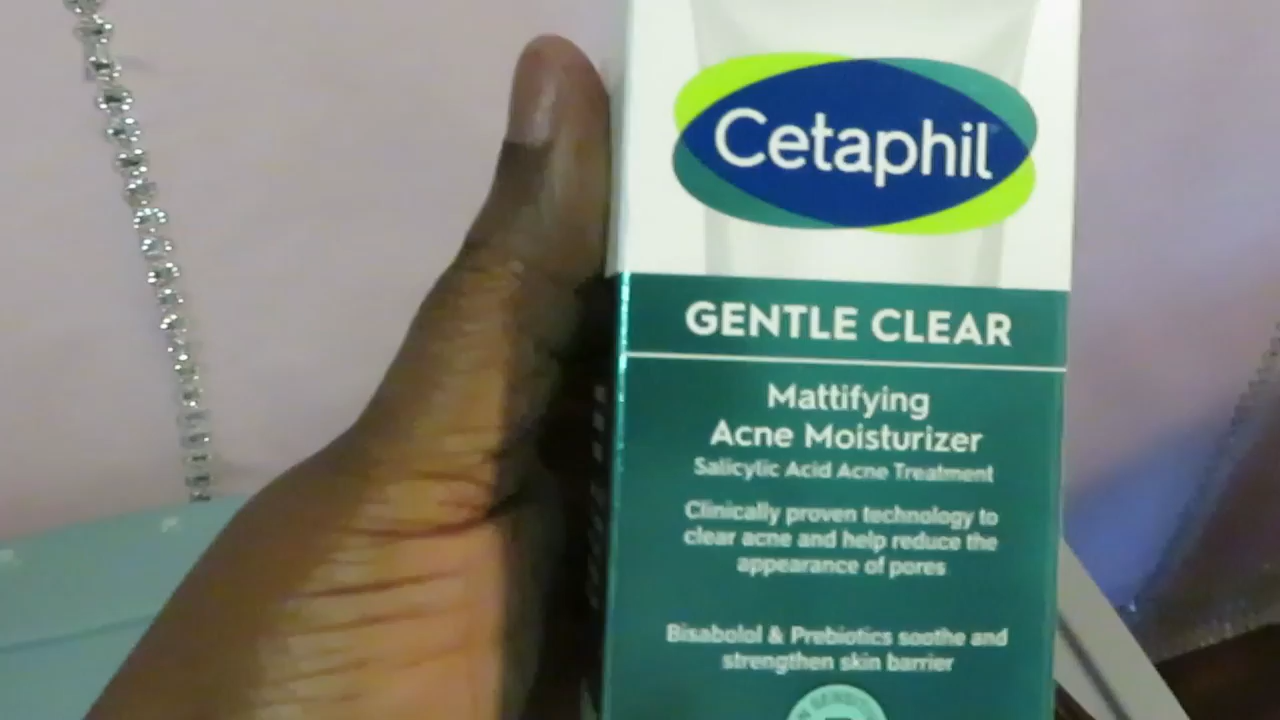 Cetaphil
GENTLE CLEAR
Mattifying
Acne Moisturizer
Salicylic Acid Acne Treatment
Clinically proven technology to
clear acne and help reduce the
appearance of pores
Bisabolol & Prebiotics soothe and
strengthen skin barrier